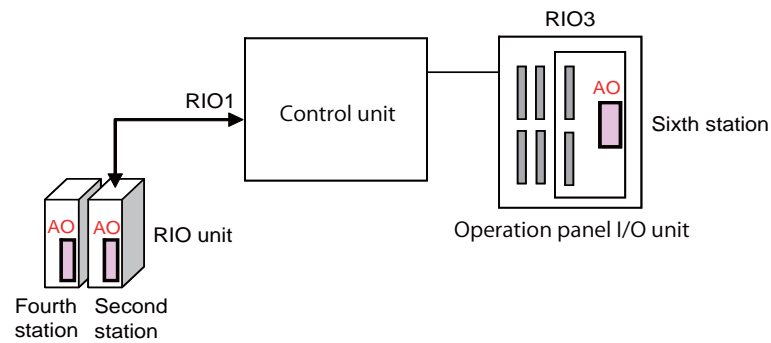 RIO3
RIO1
Control unit
AO
Sixth station
AO
AO
RIO unit
Operation panel I/O unit
Fourth
station
Second
station